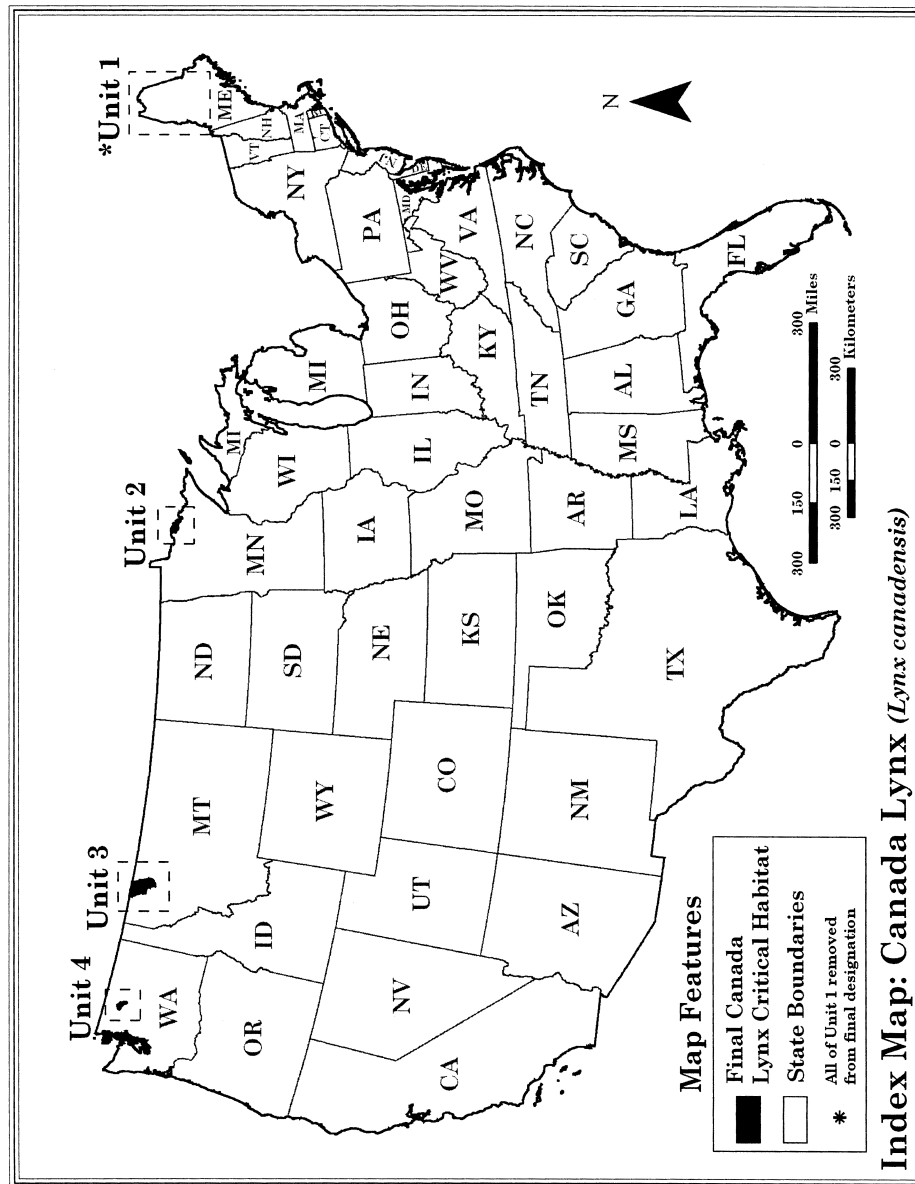 *Unit 1
Unit 2
Unit 3
Unit 4
WA
OR
CA
NV
ID
MT
WY
UT
AZ
CO
NM
ND
SD
NE
KS
OK
TX
MN
IA
MO
AR
LA
WI
MI
MI
IL
IN
OH
KY
TN
MS
AL
GA
FL
SC
NC
VA
WV
MD
DE
NJ
PA
NY
VT
NH
ME
MA
CT
RI
N
300 150 0 300
Miles
300 150 0 300
Kilometers
Map Features
Final Canada
Lynx Critical Habitat
State Boundaries
* All of Unit 1 removed
from final designation
Index Map: Canada Lynx (Lynx canadensis)